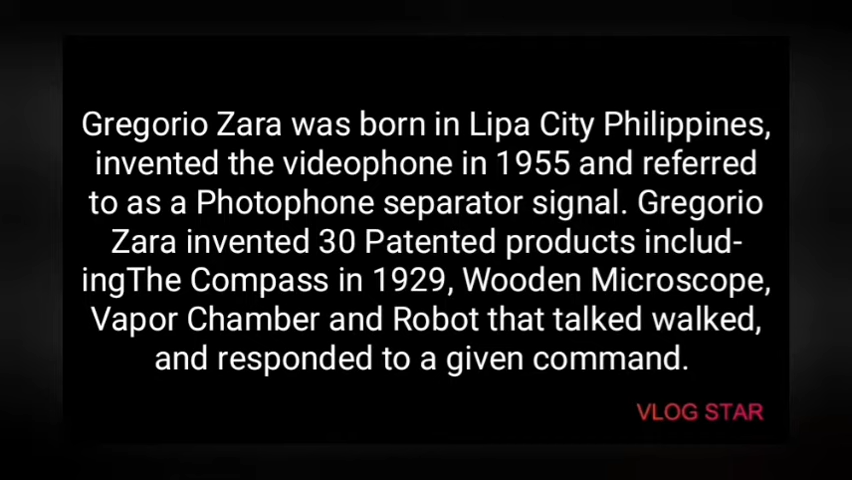 Gregorio Zara was born in Lipa City Philippines,
invented the videophone in 1955 and referred
to as a Photophone separator signal. Gregorio
Zara invented 30 Patented products includ-
ingThe Compass in 1929, Wooden Microscope,
Vapor Chamber and Robot that talked walked,
and responded to a given command.
VLOG STAR